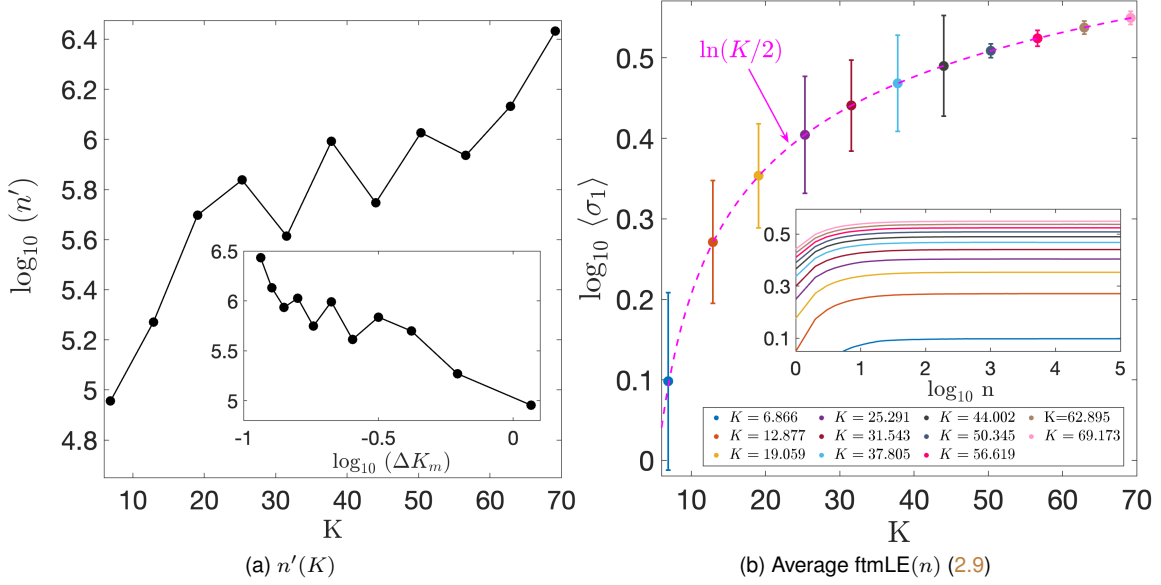 6.4
6.2
6
5.8
5.6
5.4
5.2
5
4.8
log₁₀ (n′)
10 20 30 40 50 60 70
K
6.5
6
5.5
5
-1 -0.5 0
log₁₀ (ΔKₘ)
(a) n′(K)
0.5
0.4
0.3
0.2
0.1
0
log₁₀ ⟨σ₁⟩
ln(K/2)
0.5
0.3
0.1
0 1 2 3 4 5
log₁₀ n
K = 6.866 K = 25.291 K = 44.002 K=62.895
K = 12.877 K = 31.543 K = 50.345 K = 69.173
K = 19.059 K = 37.805 K = 56.619
10 20 30 40 50 60 70
K
(b) Average ftmLE(n) (2.9)